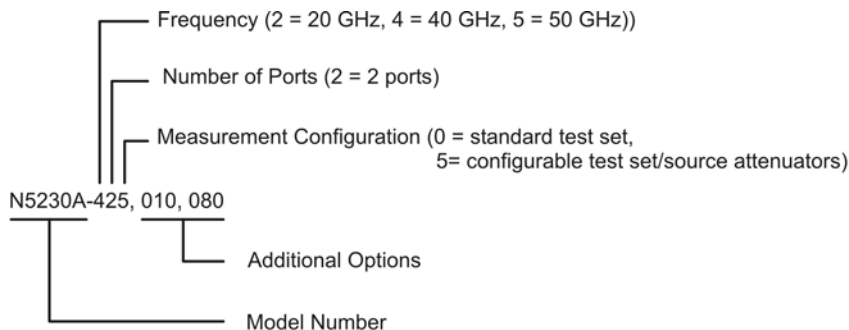 Frequency (2 = 20 GHz, 4 = 40 GHz, 5 = 50 GHz))
Number of Ports (2 = 2 ports)
Measurement Configuration (0 = standard test set,
5= configurable test set/source attenuators)
N5230A-425, 010, 080
Additional Options
Model Number